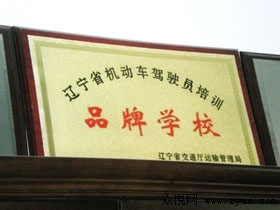 辽宁省机动车驾驶员培训
品牌学校
辽宁省交通厅运输管理局